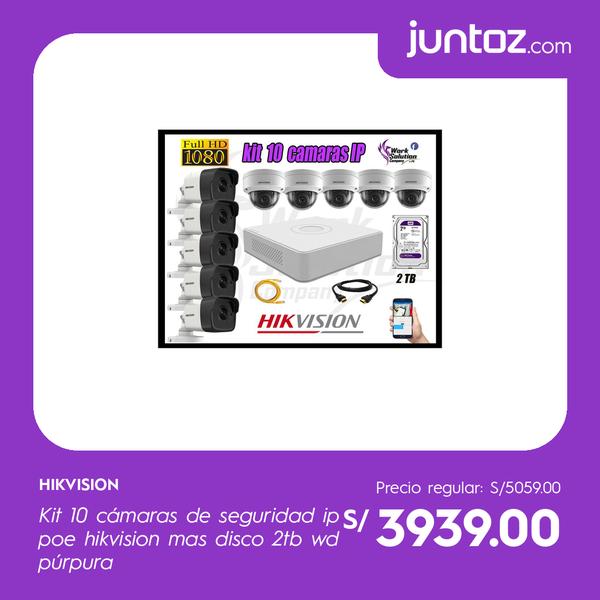 juntoz.com
Full HD
1080
kit 10 camaras IP
Work
Solution
Company
2 TB
HIKVISION
HIKVISION
Precio regular: S/5059.00
Kit 10 cámaras de seguridad ip
poe hikvision mas disco 2tb wd
púrpura
S/ 3939.00